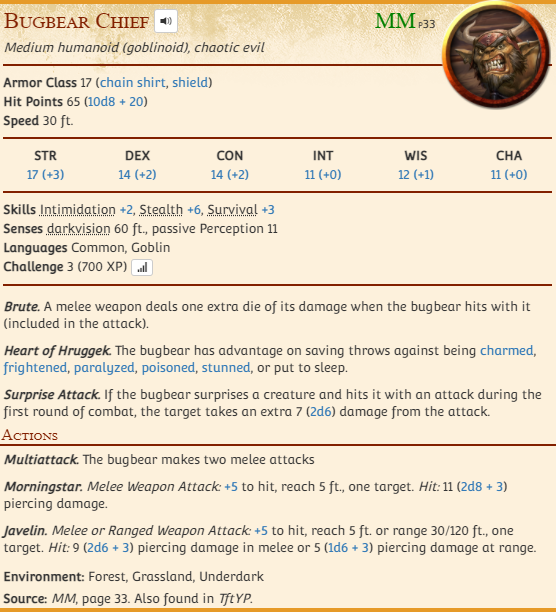 Bugbear Chief MM p33
Medium humanoid (goblinoid), chaotic evil
Armor Class 17 (chain shirt, shield)
Hit Points 65 (10d8 + 20)
Speed 30 ft.
STR DEX CON INT WIS CHA
17 (+3) 14 (+2) 14 (+2) 11 (+0) 12 (+1) 11 (+0)
Skills Intimidation +2, Stealth +6, Survival +3
Senses darkvision 60 ft., passive Perception 11
Languages Common, Goblin
Challenge 3 (700 XP)
Brute. A melee weapon deals one extra die of its damage when the bugbear hits with it
(included in the attack).
Heart of Hruggek. The bugbear has advantage on saving throws against being charmed,
frightened, paralyzed, poisoned, stunned, or put to sleep.
Surprise Attack. If the bugbear surprises a creature and hits it with an attack during the
first round of combat, the target takes an extra 7 (2d6) damage from the attack.
Actions
Multiattack. The bugbear makes two melee attacks
Morningstar. Melee Weapon Attack: +5 to hit, reach 5 ft., one target. Hit: 11 (2d8 + 3)
piercing damage.
Javelin. Melee or Ranged Weapon Attack: +5 to hit, reach 5 ft. or range 30/120 ft., one
target. Hit: 9 (2d6 + 3) piercing damage in melee or 5 (1d6 + 3) piercing damage at range.
Environment: Forest, Grassland, Underdark
Source: MM, page 33. Also found in TftYP.